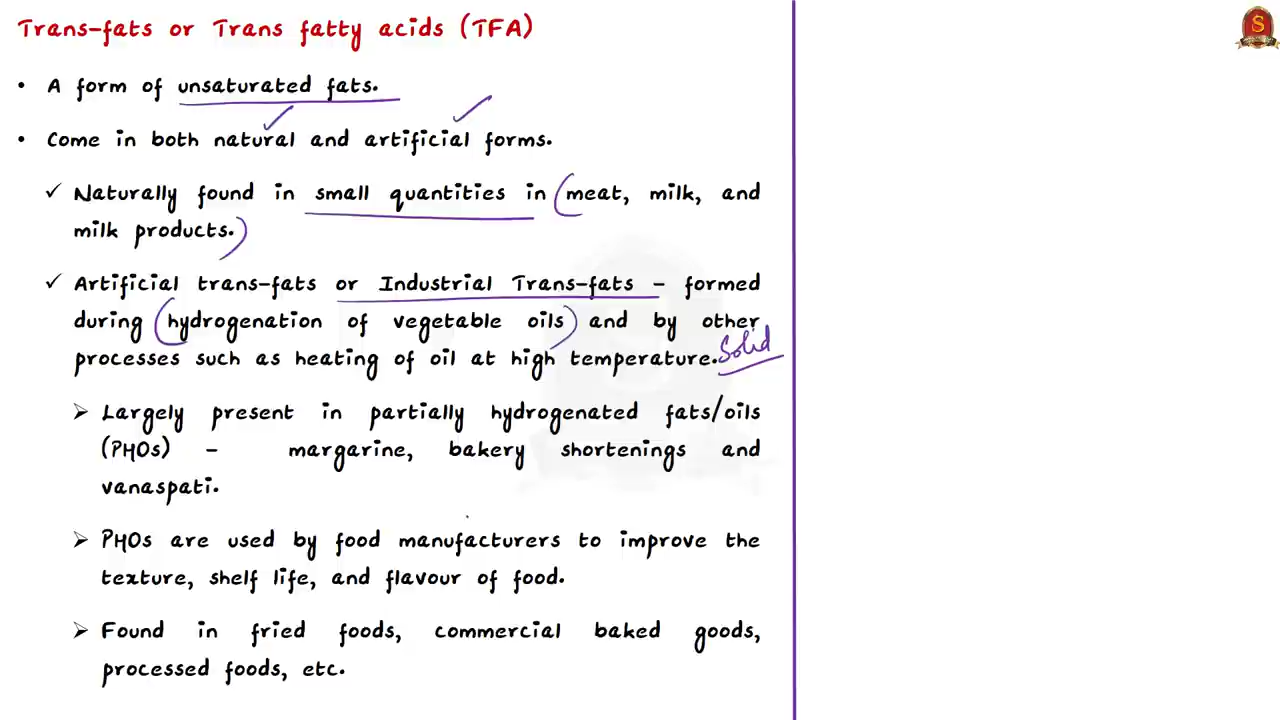 Trans-fats or Trans fatty acids (TFA)
• A form of unsaturated fats.
• Come in both natural and artificial forms.
✓ Naturally found in small quantities in (meat, milk, and
milk products.)
✓ Artificial trans-fats or Industrial Trans-fats – formed
during (hydrogenation of vegetable oils) and by other
processes such as heating of oil at high temperature. Solid
➢ Largely present in partially hydrogenated fats/oils
(PHOs) – margarine, bakery shortenings and
vanaspati.
➢ PHOs are used by food manufacturers to improve the
texture, shelf life, and flavour of food.
➢ Found in fried foods, commercial baked goods,
processed foods, etc.
S